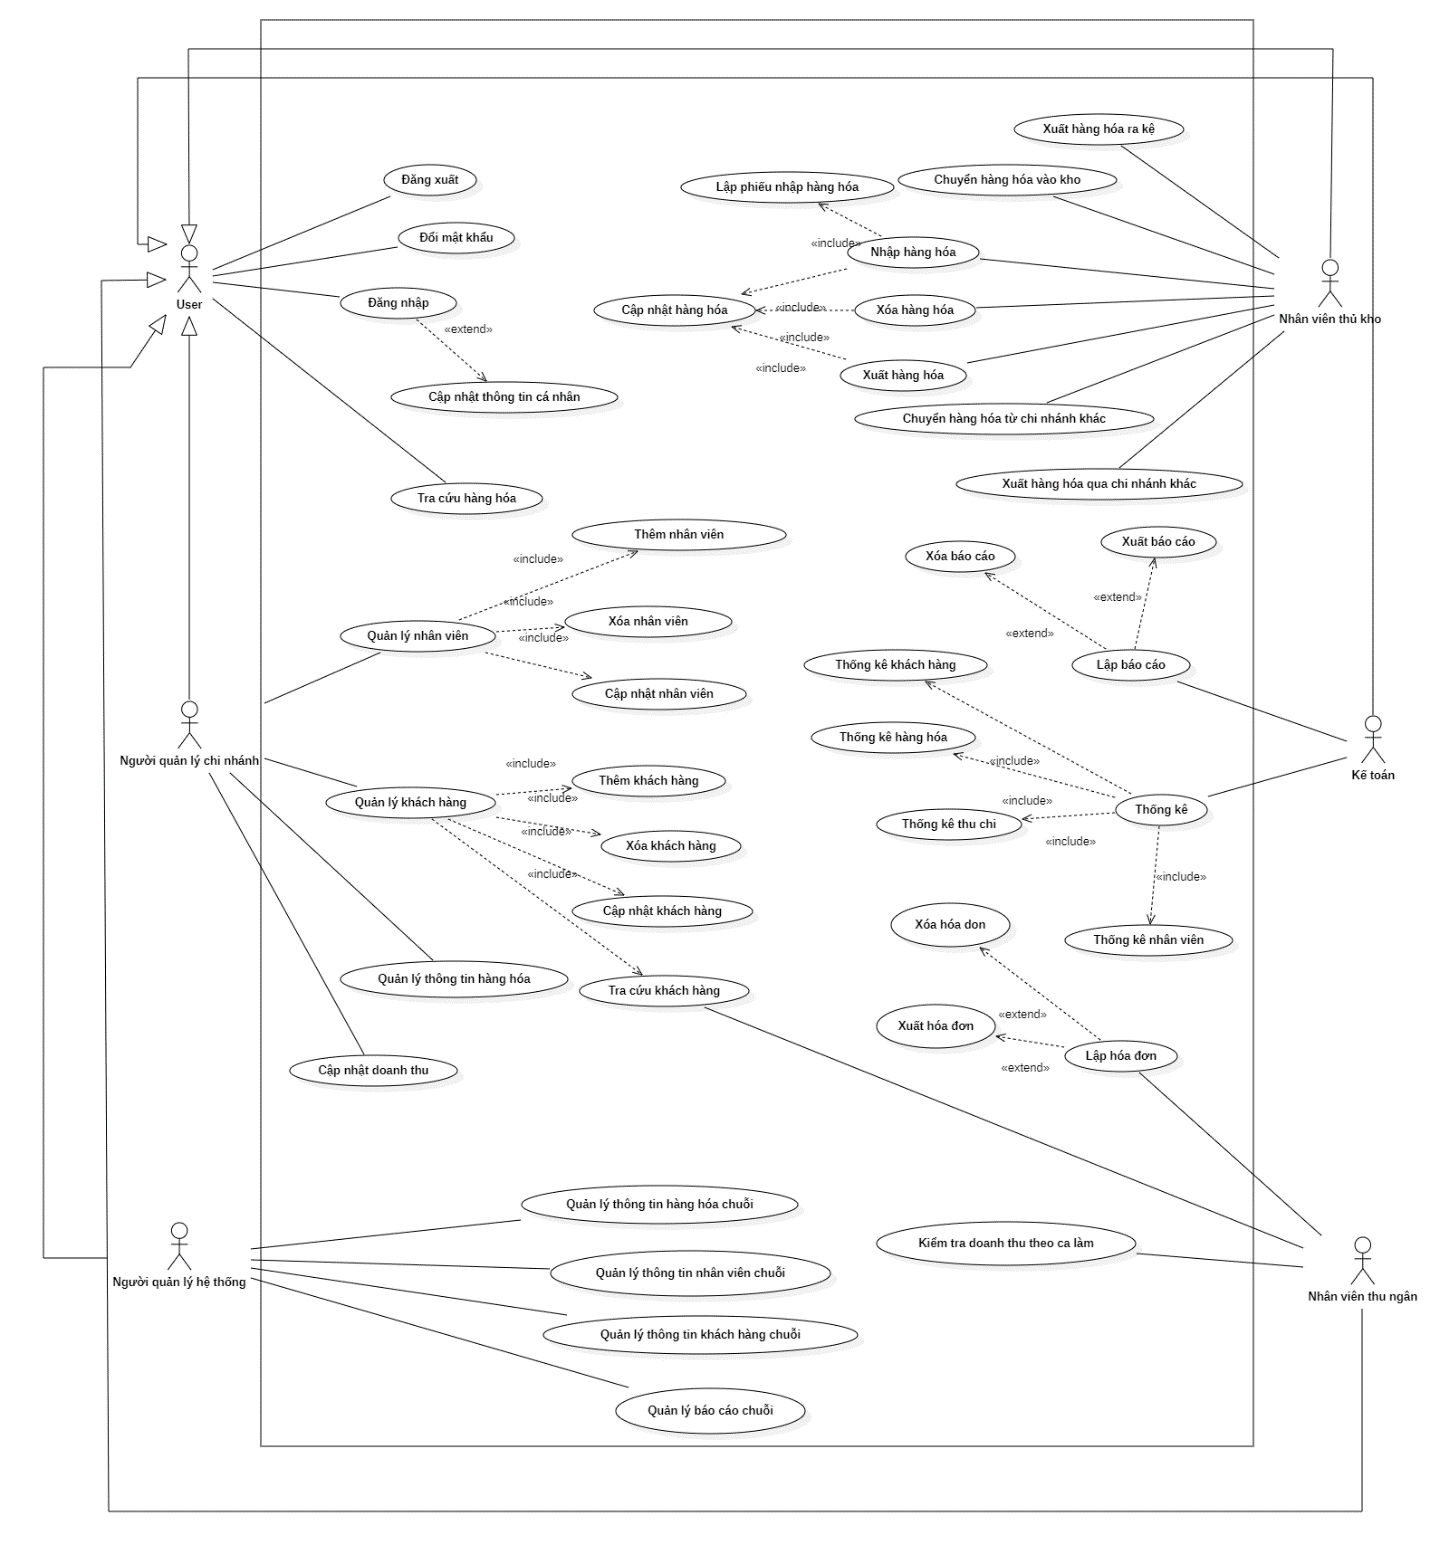 Xuất hàng hóa ra kệ
Đăng xuất
Lập phiếu nhập hàng hóa
Chuyển hàng hóa vào kho
Đổi mật khẩu
«include»
Nhập hàng hóa
User
Đăng nhập
Cập nhật hàng hóa
«include»
Xóa hàng hóa
Nhân viên thủ kho
«extend»
«include»
«include»
Xuất hàng hóa
Cập nhật thông tin cá nhân
Chuyển hàng hóa từ chi nhánh khác
Tra cứu hàng hóa
Xuất hàng hóa qua chi nhánh khác
Thêm nhân viên
«include»
Xóa báo cáo
Xuất báo cáo
«include»
«extend»
Quản lý nhân viên
Xóa nhân viên
«include»
«extend»
Thống kê khách hàng
Lập báo cáo
Cập nhật nhân viên
Thống kê hàng hóa
Người quản lý chi nhánh
«include»
«include»
Kế toán
Thêm khách hàng
Quản lý khách hàng
«include»
«include»
Thống kê
Thống kê thu chi
«include»
Xóa khách hàng
«include»
«include»
«include»
Cập nhật khách hàng
Xóa hóa don
Thống kê nhân viên
Quản lý thông tin hàng hóa
Tra cứu khách hàng
«extend»
Xuất hóa đơn
Lập hóa đơn
Cập nhật doanh thu
«extend»
Quản lý thông tin hàng hóa chuỗi
Kiểm tra doanh thu theo ca làm
Người quản lý hệ thống
Quản lý thông tin nhân viên chuỗi
Nhân viên thu ngân
Quản lý thông tin khách hàng chuỗi
Quản lý báo cáo chuỗi